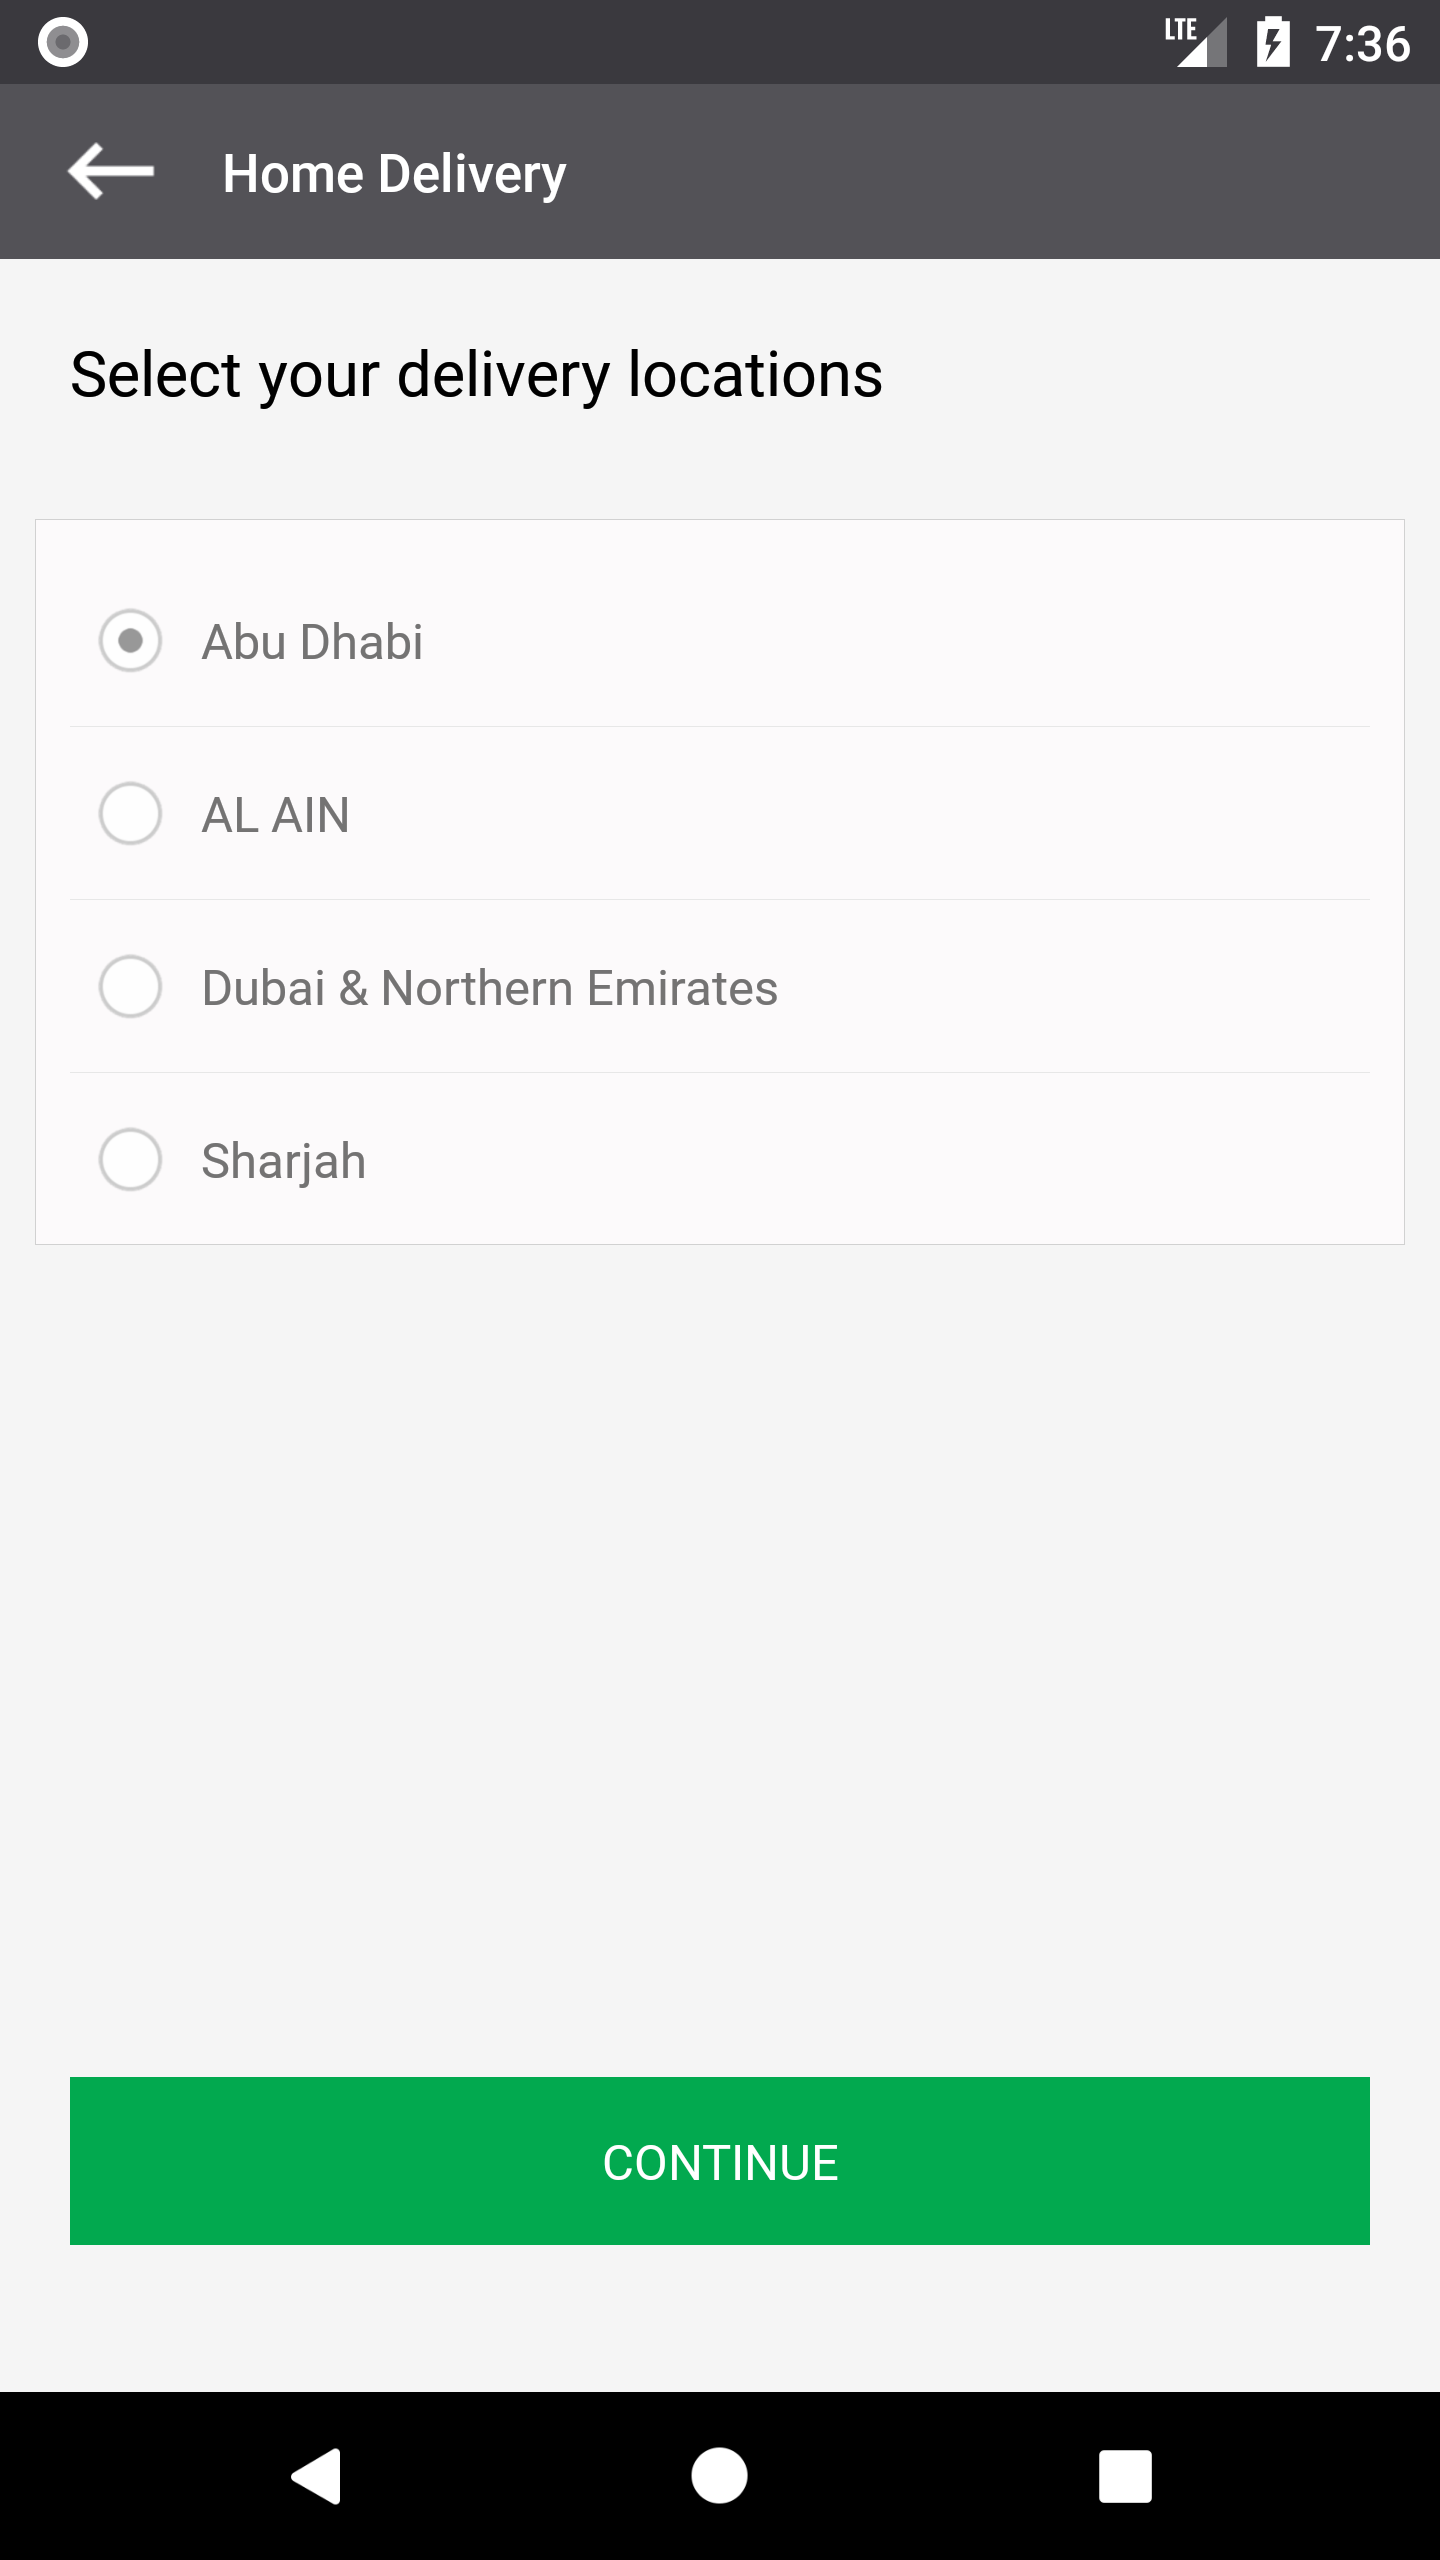 LTE 7:36
Home Delivery
Select your delivery locations
Abu Dhabi
AL AIN
Dubai & Northern Emirates
Sharjah
CONTINUE